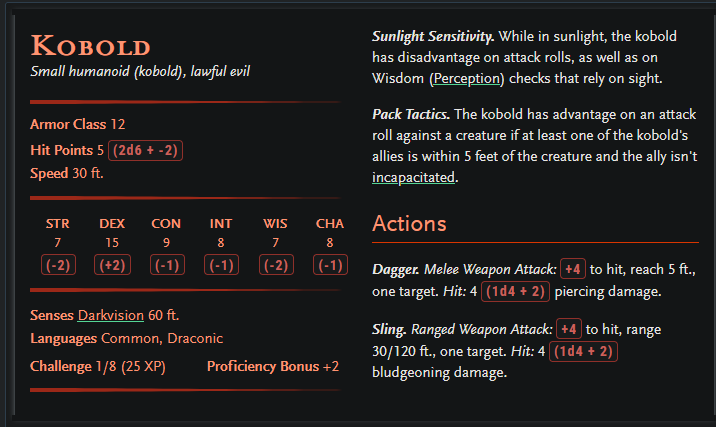 Kobold
Small humanoid (kobold), lawful evil
Armor Class 12
Hit Points 5 (2d6 + -2)
Speed 30 ft.
STR DEX CON INT WIS CHA
7 15 9 8 7 8
(-2) (+2) (-1) (-1) (-2) (-1)
Senses Darkvision 60 ft.
Languages Common, Draconic
Challenge 1/8 (25 XP) Proficiency Bonus +2
Sunlight Sensitivity. While in sunlight, the kobold
has disadvantage on attack rolls, as well as on
Wisdom (Perception) checks that rely on sight.
Pack Tactics. The kobold has advantage on an attack
roll against a creature if at least one of the kobold's
allies is within 5 feet of the creature and the ally isn't
incapacitated.
Actions
Dagger. Melee Weapon Attack: +4 to hit, reach 5 ft.,
one target. Hit: 4 (1d4 + 2) piercing damage.
Sling. Ranged Weapon Attack: +4 to hit, range
30/120 ft., one target. Hit: 4 (1d4 + 2)
bludgeoning damage.